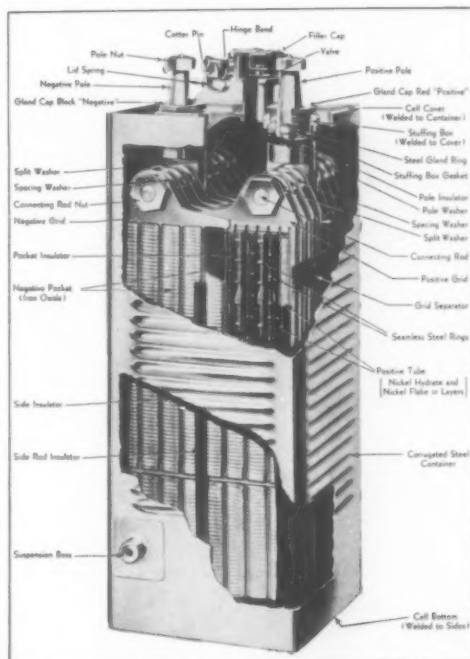 Cotter Pin
Hinge Band
Filler Cap
Pole Nut
Valve
Lid Spring
Negative Pole
Positive Pole
Gland Cap Black "Negative"
Gland Cap Red "Positive"
Cell Cover
(Welded to Container)
Stuffing Box
(Welded to Cover)
Steel Gland Ring
Stuffing Box Gasket
Split Washer
Pole Insulator
Spacing Washer
Pole Washer
Connecting Rod Nut
Spacing Washer
Negative Grid
Split Washer
Connecting Rod
Pocket Insulator
Positive Grid
Negative Pocket
(Iron Oxide)
Grid Separator
Seamless Steel Rings
Positive Tube
[Nickel Hydrate and
Nickel Flake in Layers]
Side Insulator
Side Rod Insulator
Corrugated Steel
Container
Suspension Boss
Cell Bottom
(Welded to Sides)